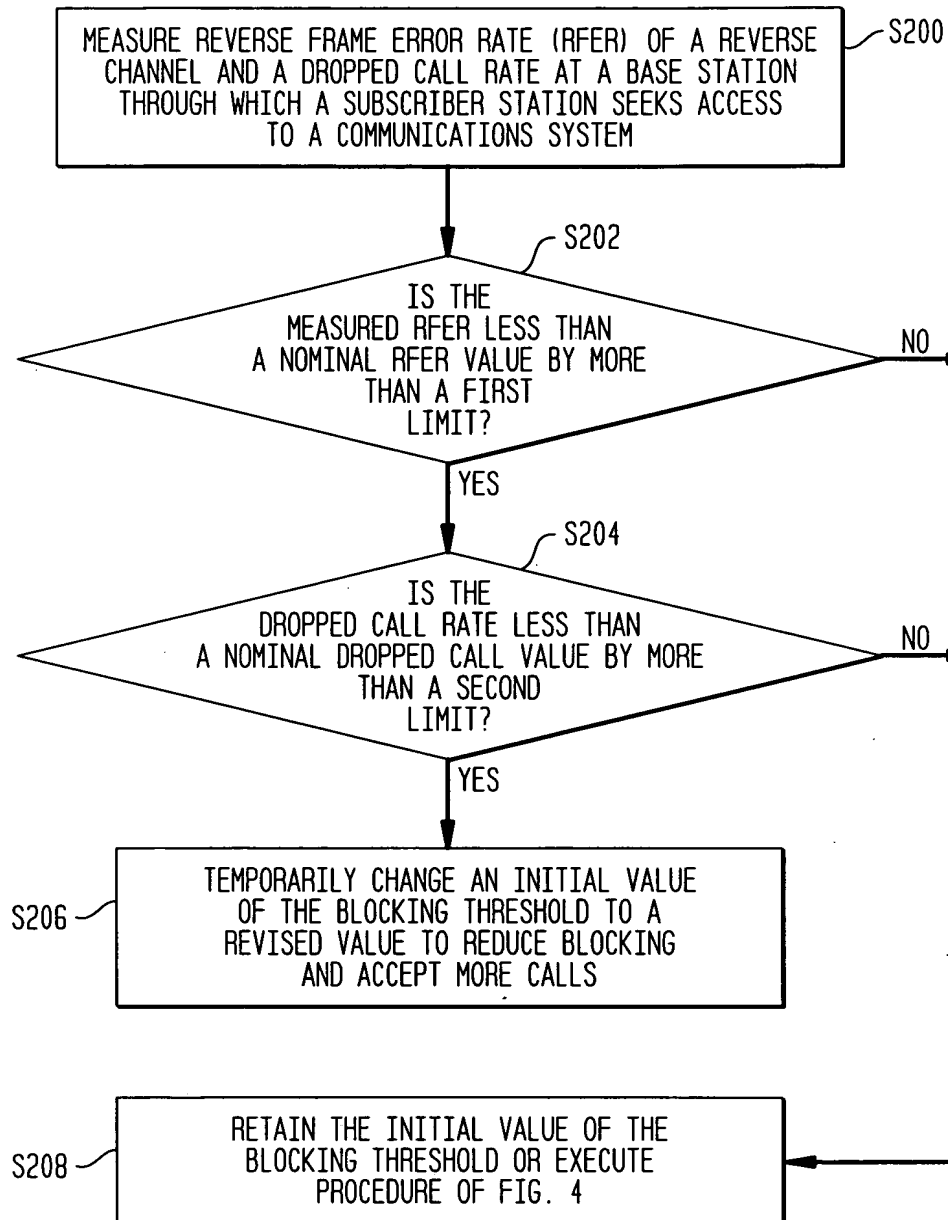 MEASURE REVERSE FRAME ERROR RATE (RFER) OF A REVERSE
CHANNEL AND A DROPPED CALL RATE AT A BASE STATION
THROUGH WHICH A SUBSCRIBER STATION SEEKS ACCESS
TO A COMMUNICATIONS SYSTEM
S200
S202
IS THE
MEASURED RFER LESS THAN
A NOMINAL RFER VALUE BY MORE
THAN A FIRST
LIMIT?
NO
YES
S204
IS THE
DROPPED CALL RATE LESS THAN
A NOMINAL DROPPED CALL VALUE BY MORE
THAN A SECOND
LIMIT?
NO
YES
S206
TEMPORARILY CHANGE AN INITIAL VALUE
OF THE BLOCKING THRESHOLD TO A
REVISED VALUE TO REDUCE BLOCKING
AND ACCEPT MORE CALLS
S208
RETAIN THE INITIAL VALUE OF THE
BLOCKING THRESHOLD OR EXECUTE
PROCEDURE OF FIG. 4